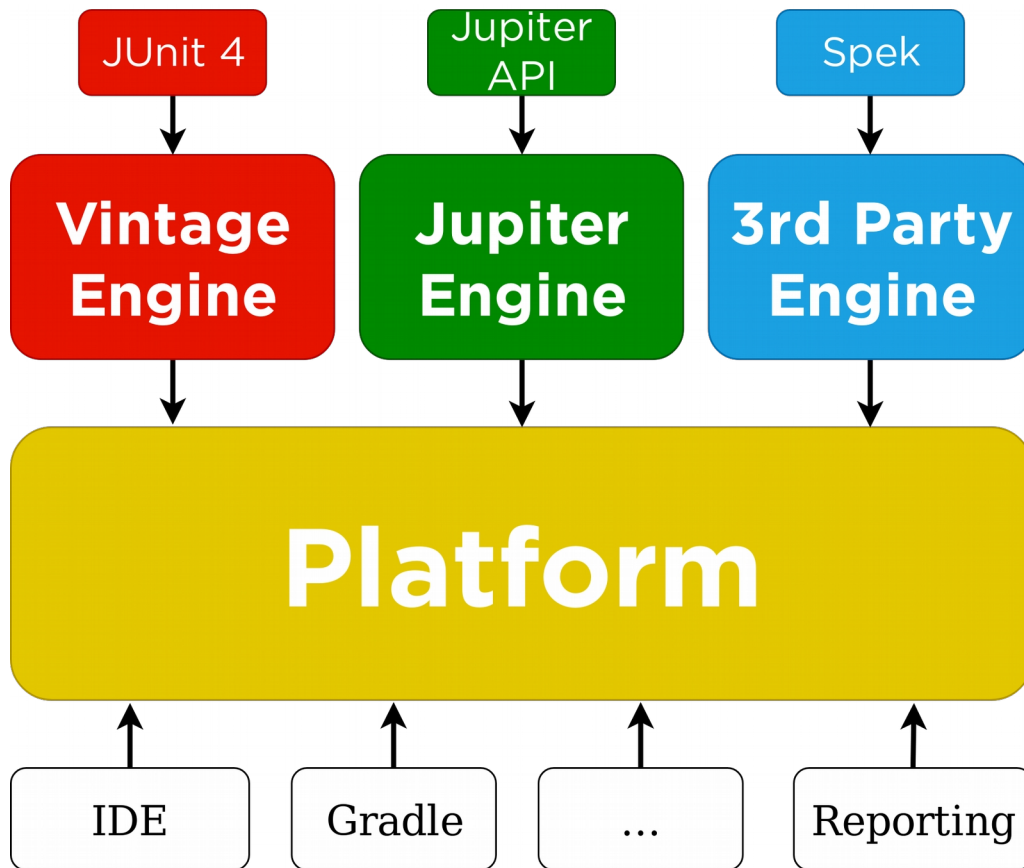 JUnit 4
Jupiter
API
Spek
Vintage
Engine
Jupiter
Engine
3rd Party
Engine
Platform
IDE
Gradle
...
Reporting